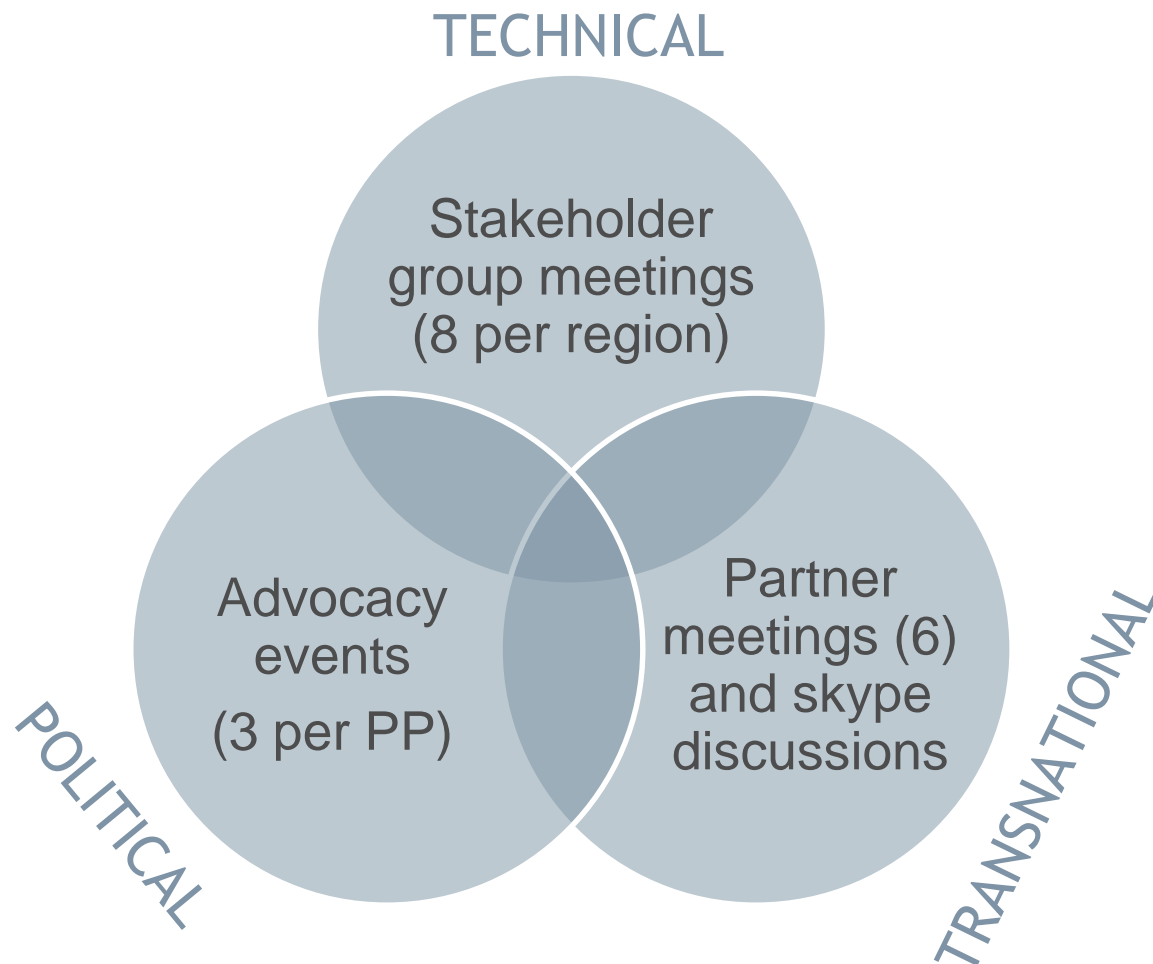 TECHNICAL
Stakeholder
group meetings
(8 per region)
Advocacy
events
(3 per PP)
Partner
meetings (6)
and skype
discussions
POLITICAL
TRANSNATIONAL